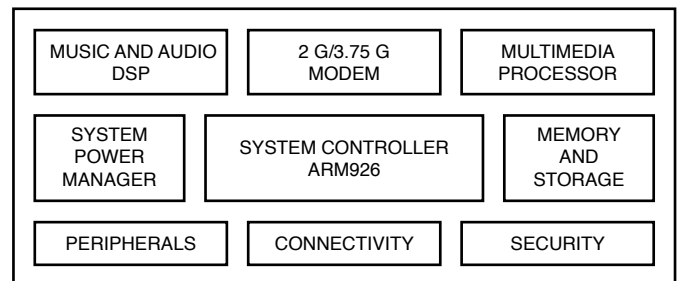 MUSIC AND AUDIO
DSP
2 G/3.75 G
MODEM
MULTIMEDIA
PROCESSOR
SYSTEM
POWER
MANAGER
SYSTEM CONTROLLER
ARM926
MEMORY
AND
STORAGE
PERIPHERALS
CONNECTIVITY
SECURITY